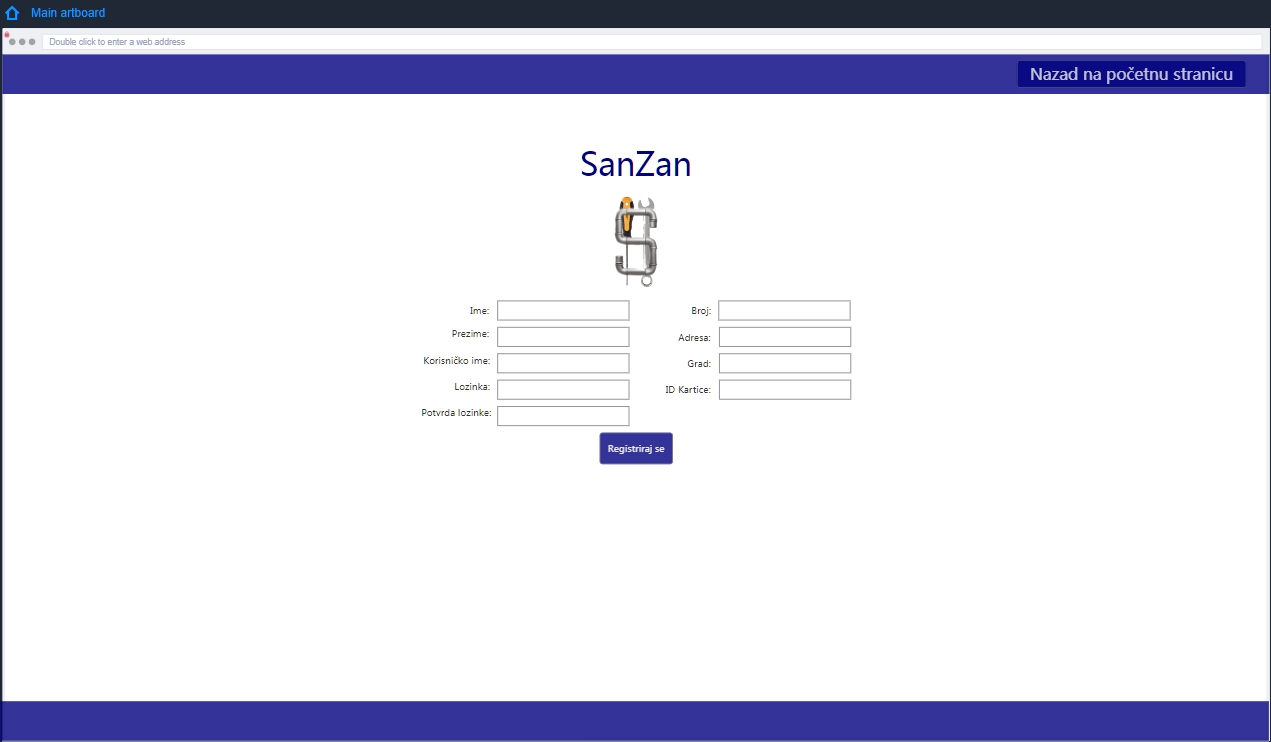 Main artboard
Double click to enter a web address
Nazad na početnu stranicu
SanZan
Ime:
Prezime:
Korisničko ime:
Lozinka:
Potvrda lozinke:
Broj:
Adresa:
Grad:
ID Kartice:
Registriraj se